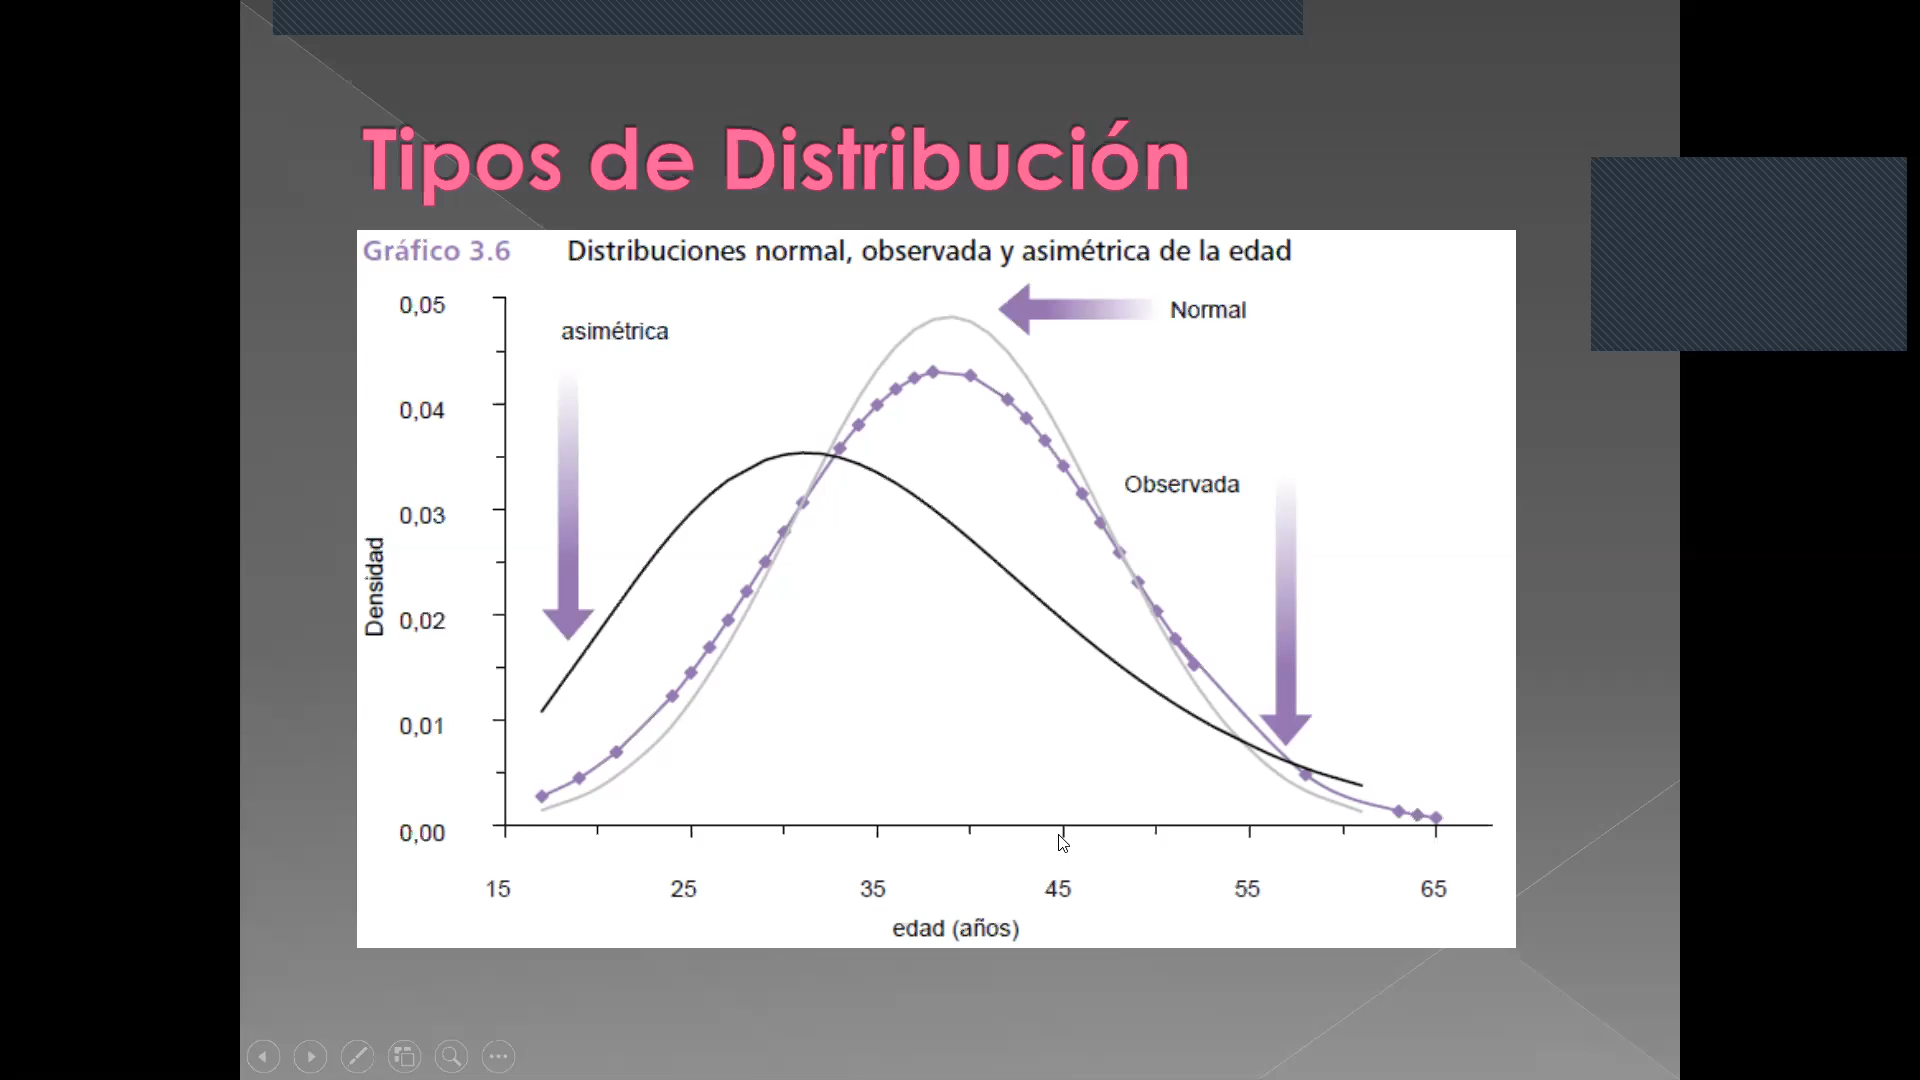 Tipos de Distribución
Gráfico 3.6 Distribuciones normal, observada y asimétrica de la edad
0,05
Normal
asimétrica
0,04
Observada
0,03
Densidad
0,02
0,01
0,00
15 25 35 45 55 65
edad (años)